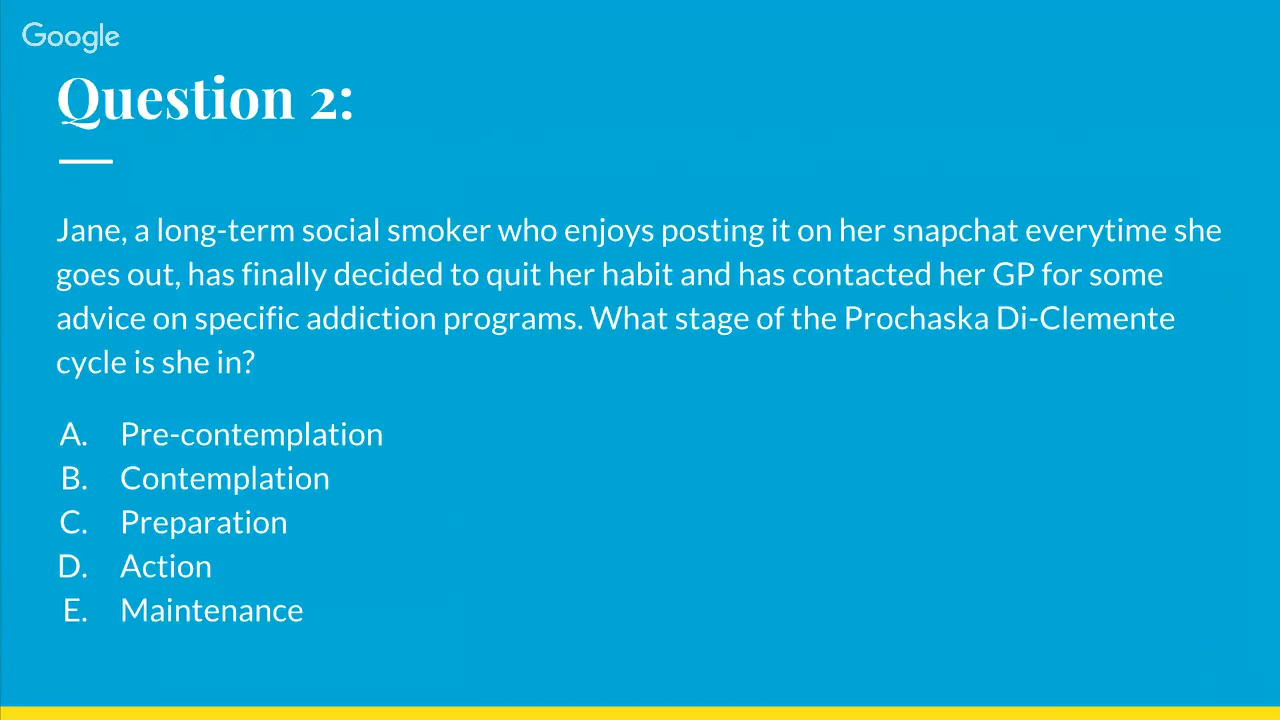 Google
Question 2:
Jane, a long-term social smoker who enjoys posting it on her snapchat everytime she
goes out, has finally decided to quit her habit and has contacted her GP for some
advice on specific addiction programs. What stage of the Prochaska Di-Clemente
cycle is she in?
A. Pre-contemplation
B. Contemplation
C. Preparation
D. Action
E. Maintenance